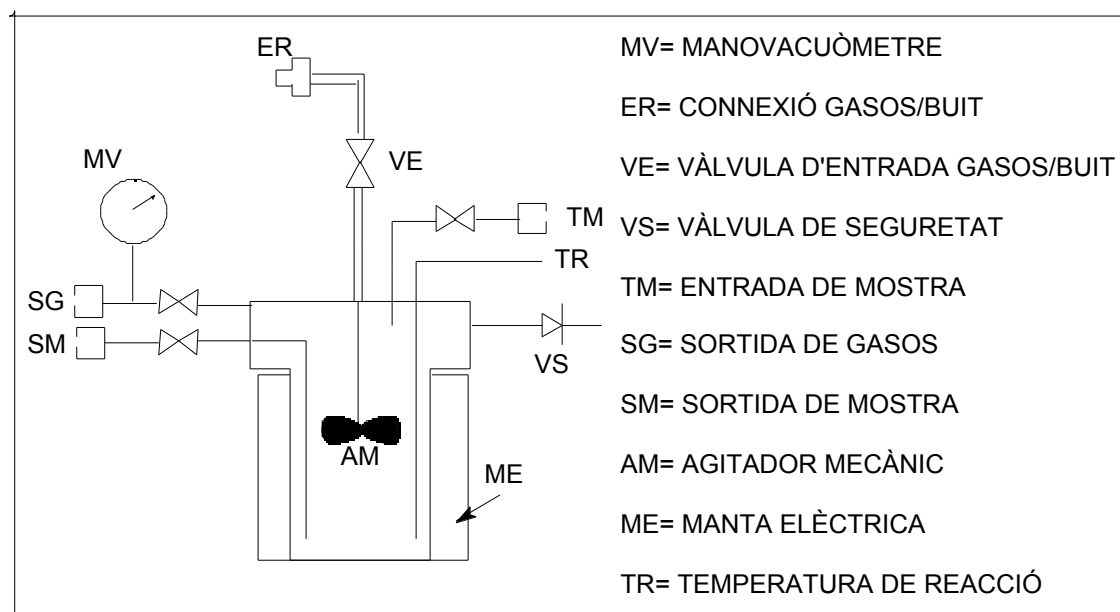 ER
MV
VE
TM
TR
SG
SM
VS
AM
ME
MV= MANOVACUÒMETRE
ER= CONNEXIÓ GASOS/BUIT
VE= VÀLVULA D'ENTRADA GASOS/BUIT
VS= VÀLVULA DE SEGURETAT
TM= ENTRADA DE MOSTRA
SG= SORTIDA DE GASOS
SM= SORTIDA DE MOSTRA
AM= AGITADOR MECÀNIC
ME= MANTA ELÈCTRICA
TR= TEMPERATURA DE REACCIÓ